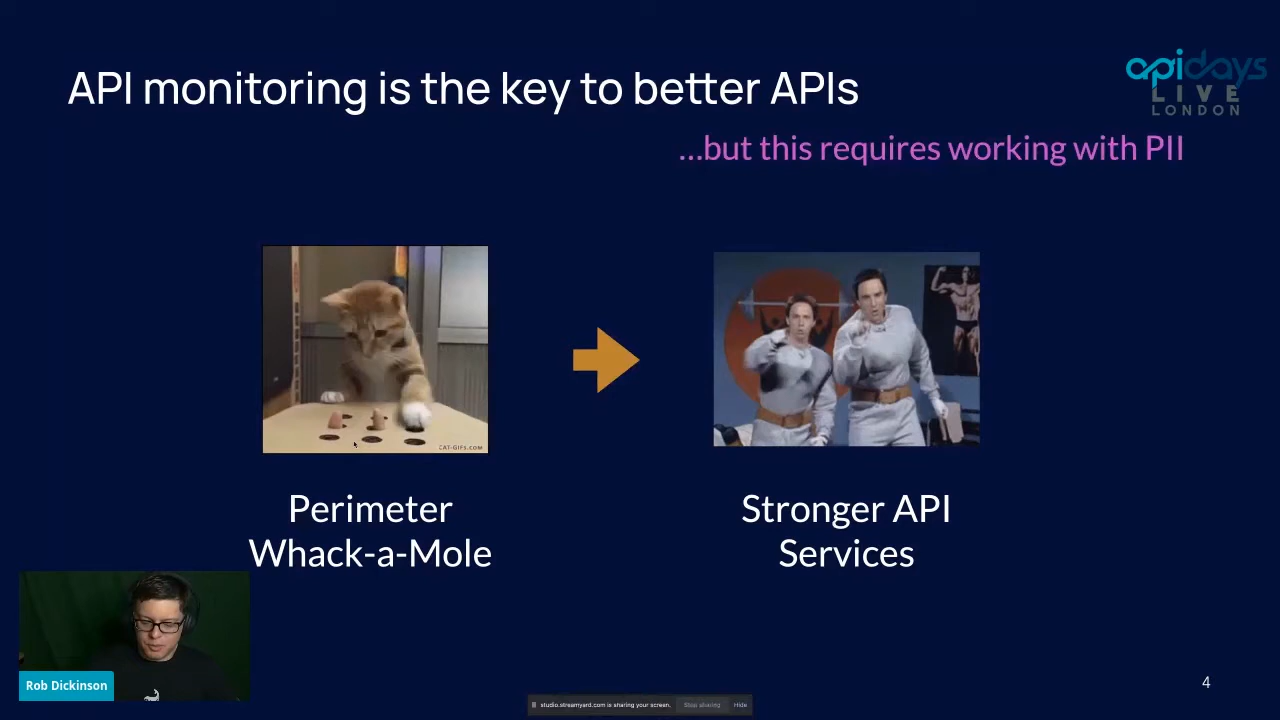 API monitoring is the key to better APIs
apidays
LIVE
LONDON
...but this requires working with PII
CAT-GIFS.COM
Perimeter
Whack-a-Mole
Stronger API
Services
Rob Dickinson
studio.streamyard.com is sharing your screen.
Stop sharing
Hide
4